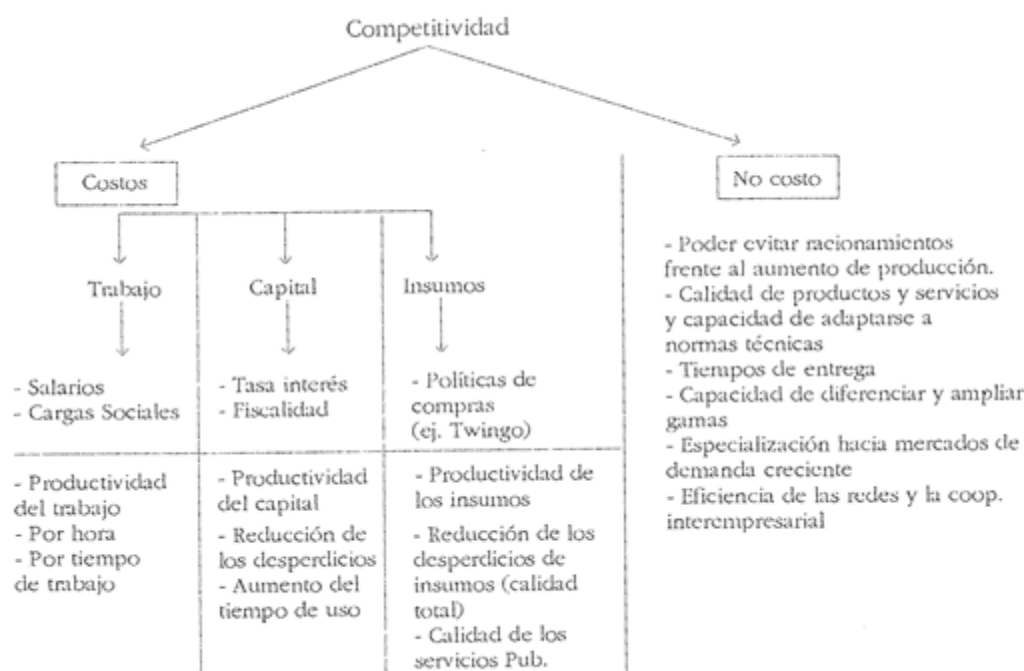 Competitividad
Costos
Trabajo
- Salarios
- Cargas Sociales
- Productividad
del trabajo
- Por hora
- Por tiempo
de trabajo
Capital
- Tasa interés
- Fiscalidad
- Productividad
del capital
- Reducción de
los desperdicios
- Aumento del
tiempo de uso
Insumos
- Políticas de
compras
(ej. Twingo)
- Productividad de
los insumos
- Reducción de los
desperdicios de
insumos (calidad
total)
- Calidad de los
servicios Pub.
No costo
- Poder evitar racionamientos
frente al aumento de producción.
- Calidad de productos y servicios
y capacidad de adaptarse a
normas técnicas
- Tiempos de entrega
- Capacidad de diferenciar y ampliar
gamas
- Especialización hacia mercados de
demanda creciente
- Eficiencia de las redes y la coop.
interempresarial